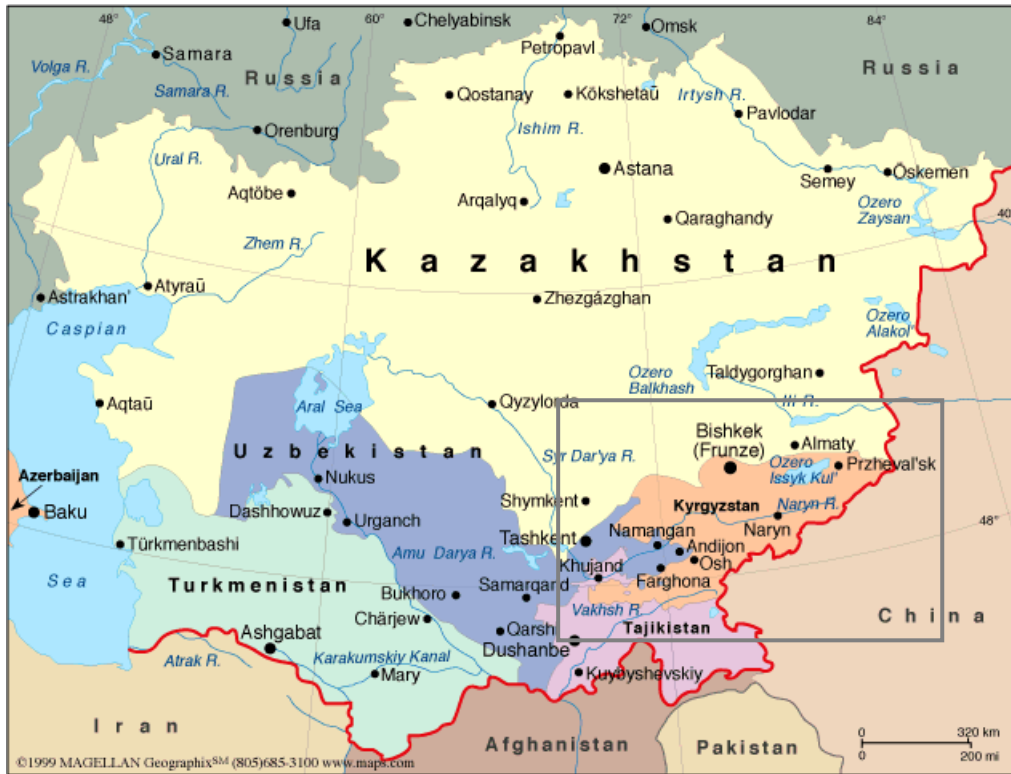 48°
60°
72°
84°
Ufa
Chelyabinsk
Omsk
Petropavl
Samara
Volga R.
Russia
Russia
Samara R.
Qostanay
Kökshetaū
Irtysh R.
Pavlodar
Orenburg
Ishim R.
Ural R.
Astana
Semey
Öskemen
Aqtöbe
Arqalyq
Ozero
Zaysan
40
Qaraghandy
Zhem R.
Kazakhstan
Atyraū
Astrakhan'
Zhezgázghan
Caspian
Ozero
Alakol'
Ozero
Balkhash
Taldygorghan
Ili R.
Aqtaū
Aral Sea
Qyzylorda
Bishkek
(Frunze)
Almaty
Uzbekistan
Syr Dar'ya R.
Ozero
Issyk Kul'
Przheval'sk
Azerbaijan
Nukus
Shymkent
Kyrgyzstan
Naryn R.
Baku
Dashhowuz
Urganch
Namangan
Naryn
48°
Türkmenbashi
Tashkent
Andijon
Amu Darya R.
Khujand
Osh
Sea
Turkmenistan
Samarqand
Farghona
Bukhoro
Vakhsh R.
China
Chärjew
Qarshi
Tajikistan
Ashgabat
Dushanbe
Atrak R.
Karakumskiy Kanal
Mary
Kuybyshevskiy
Iran
Afghanistan
Pakistan
0 320 km
0 200 mi
©1999 MAGELLAN Geographix℠ (805)685-3100 www.maps.com